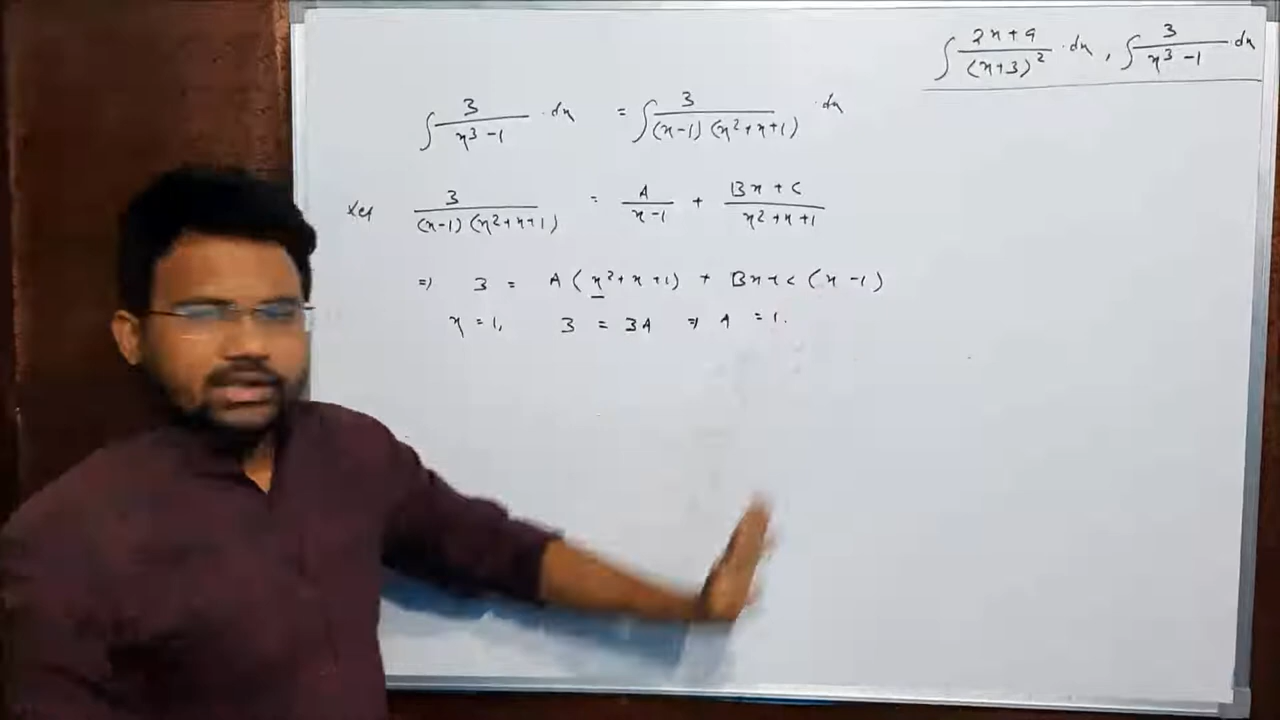 ∫ 2x+9/(x+3)² · dx , ∫ 3/(x³-1) dx
∫ 3/(x³-1) · dx = ∫ 3/((x-1)(x²+x+1)) · dx
Let 3/((x-1)(x²+x+1)) = A/(x-1) + (Bx+C)/(x²+x+1)
⇒ 3 = A(x²+x+1) + Bx+C(x-1)
x=1, 3 = 3A ⇒ A = 1.